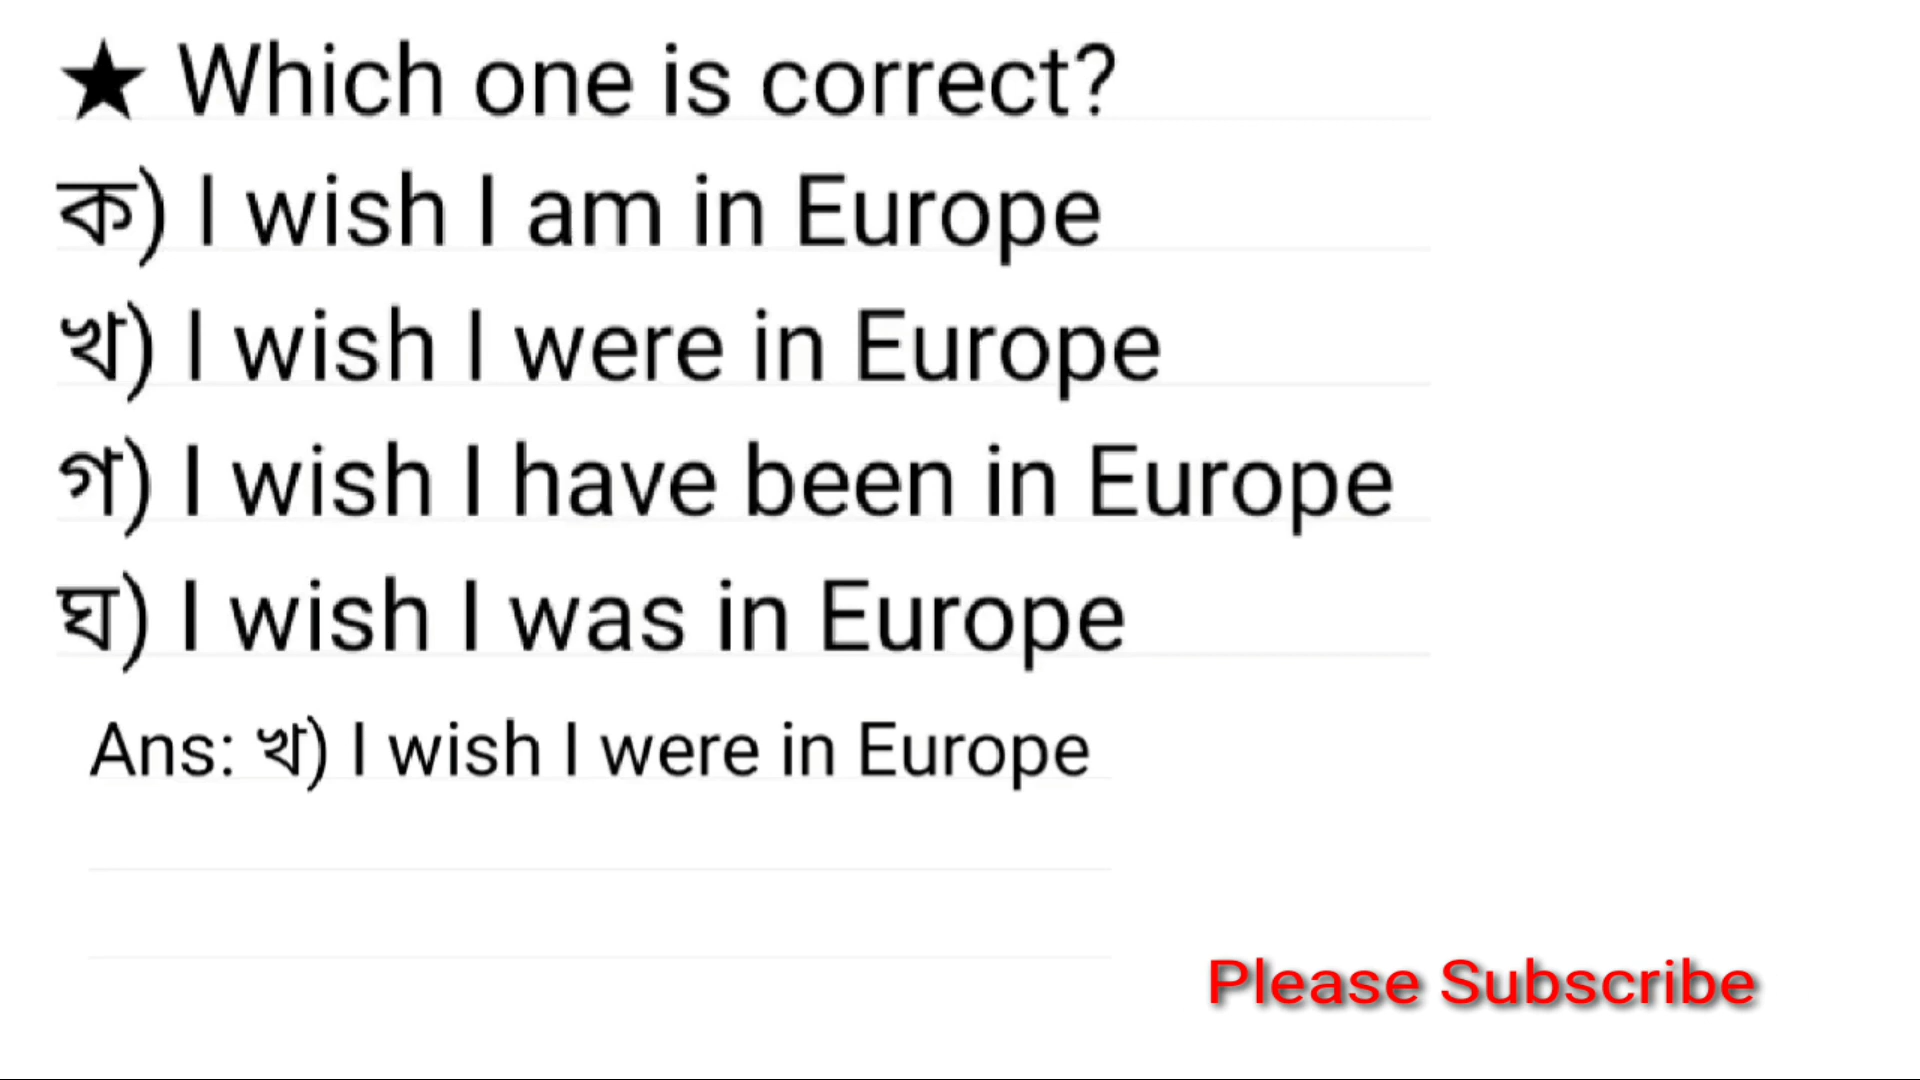 ★ Which one is correct?
ক) I wish I am in Europe
খ) I wish I were in Europe
গ) I wish I have been in Europe
ঘ) I wish I was in Europe
Ans: খ) I wish I were in Europe
Please Subscribe